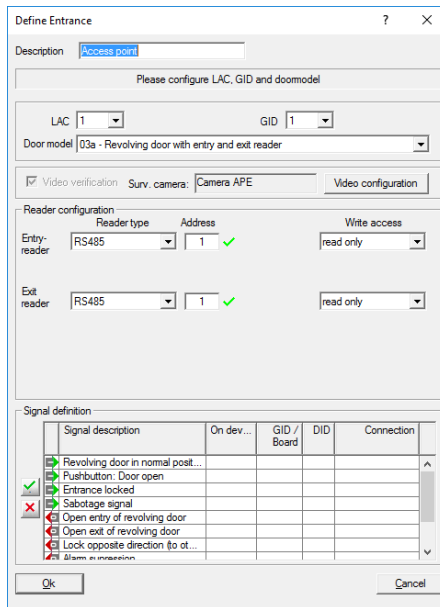 Define Entrance ? X
Description Access point
Please configure LAC, GID and doormodel
LAC 1 GID 1
Door model 03a - Revolving door with entry and exit reader
Video verification Surv. camera: Camera APE Video configuration
Reader configuration
Reader type Address Write access
Entry-
reader RS485 1 read only
Exit
reader RS485 1 read only
Signal definition
Signal description On dev... GID /
Board DID Connection
Revolving door in normal posit...
Pushbutton: Door open
Entrance locked
Sabotage signal
Open entry of revolving door
Open exit of revolving door
Lock opposite direction (to ot...
Alarm supression
Ok Cancel